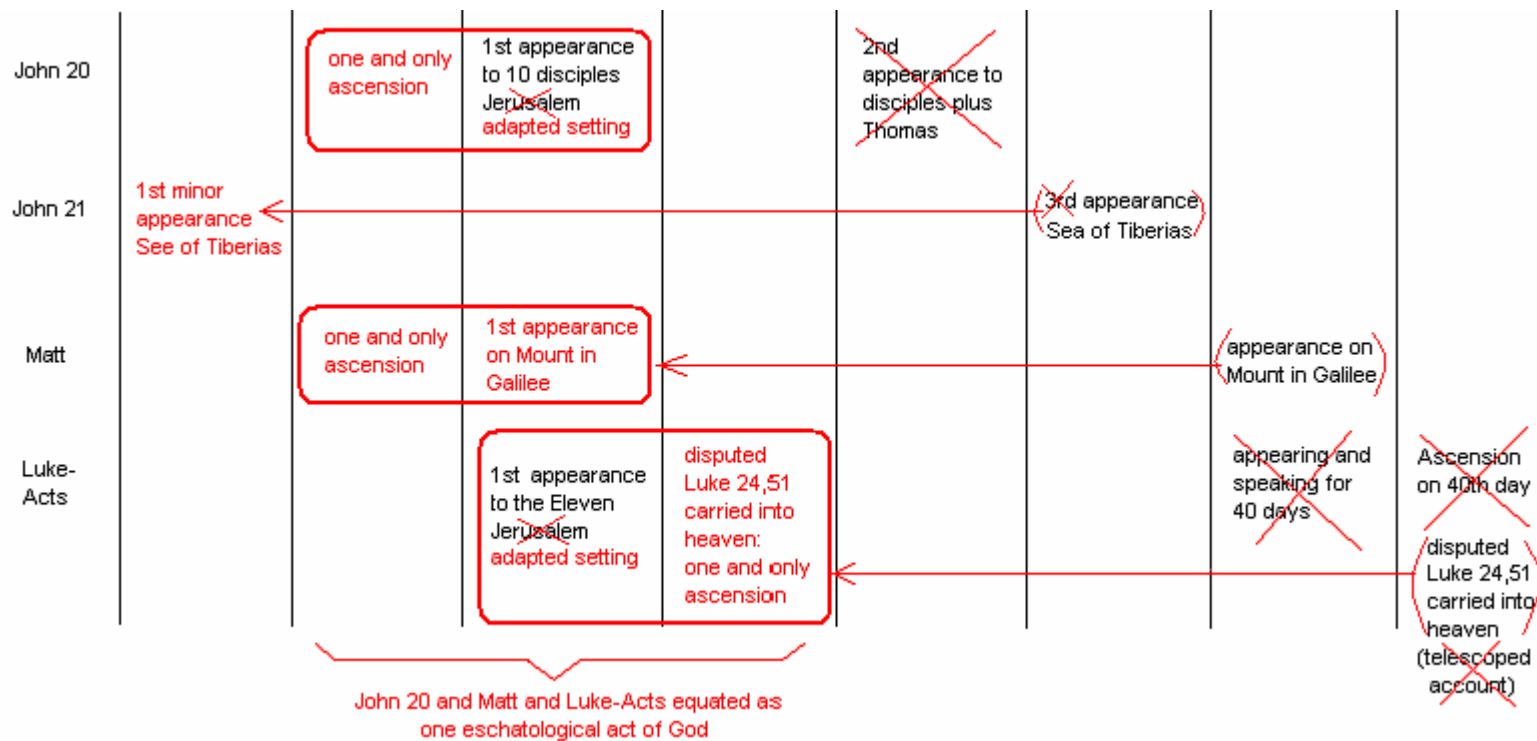 John 20
one and only
ascension
1st appearance
to 10 disciples
Jerusalem
adapted setting
2nd
appearance to
disciples plus
Thomas
John 21
1st minor
appearance
See of Tiberias
(3rd appearance)
Sea of Tiberias
Matt
one and only
ascension
1st appearance
on Mount in
Galilee
(appearance on
Mount in Galilee)
Luke-
Acts
1st appearance
to the Eleven
Jerusalem
adapted setting
disputed
Luke 24,51
carried into
heaven:
one and only
ascension
appearing and
speaking for
40 days
Ascension
on 40th day
disputed
Luke 24,51
carried into
heaven
(telescoped
account)
John 20 and Matt and Luke-Acts equated as
one eschatological act of God